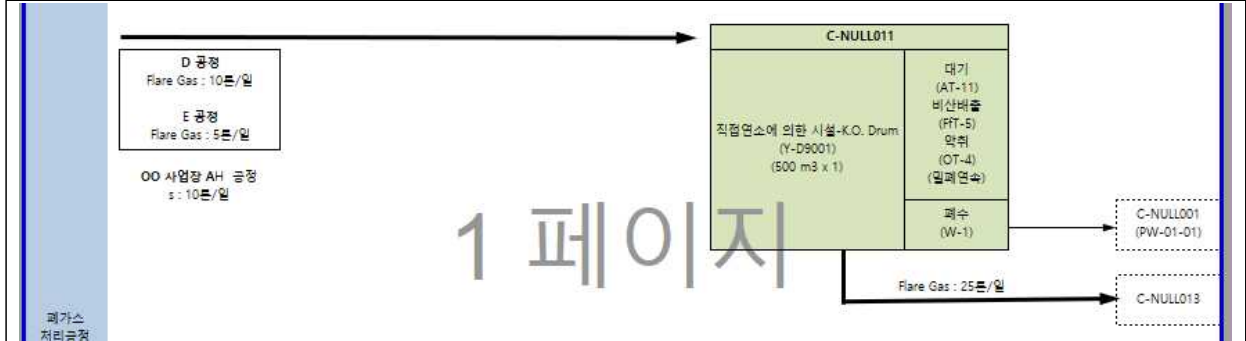 D 공정
Flare Gas : 10톤/일
E 공정
Flare Gas : 5톤/일
OO 사업장 AH 공정
s : 10톤/일
C-NULL011
직접연소에 의한 시설-K.O. Drum
(Y-D9001)
(500 m3 x 1)
대기
(AT-11)
비산배출
(FfT-5)
악취
(OT-4)
(밀폐연속)
폐수
(W-1)
C-NULL001
(PW-01-01)
Flare Gas : 25톤/일
C-NULL013
1 페이지
폐가스
처리공정